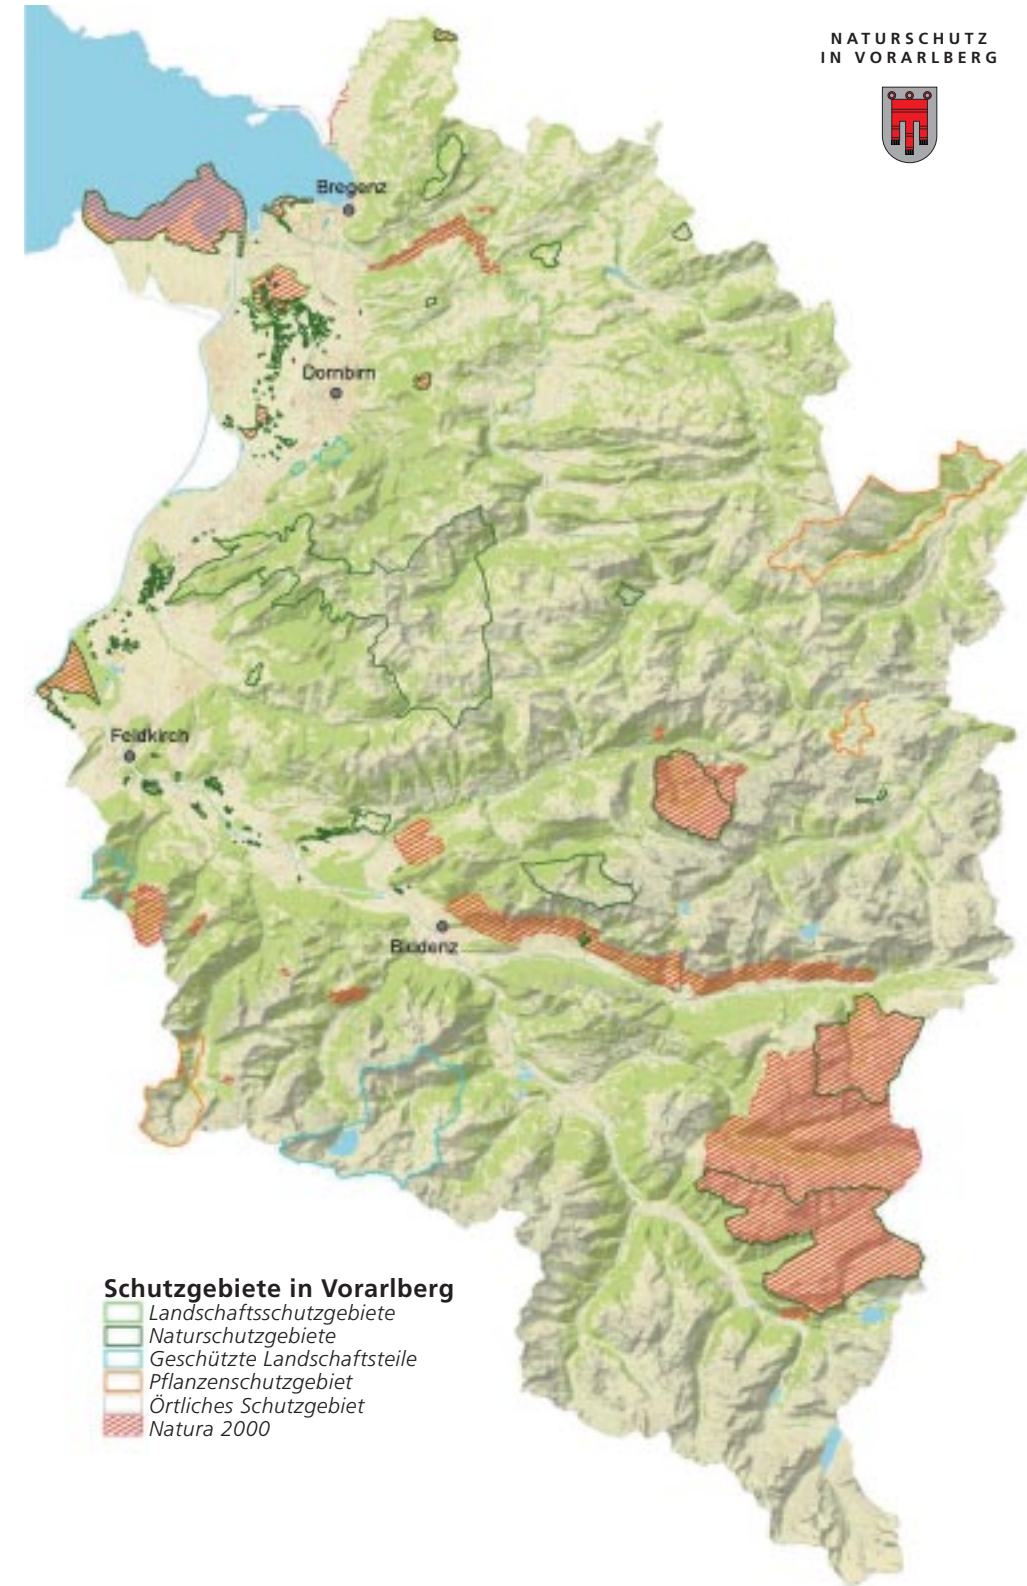 NATURSCHUTZ
IN VORARLBERG
Bregenz
Dornbirn
Feldkirch
Bludenz
Schutzgebiete in Vorarlberg
Landschaftsschutzgebiete
Naturschutzgebiete
Geschützte Landschaftsteile
Pflanzenschutzgebiet
Örtliches Schutzgebiet
Natura 2000